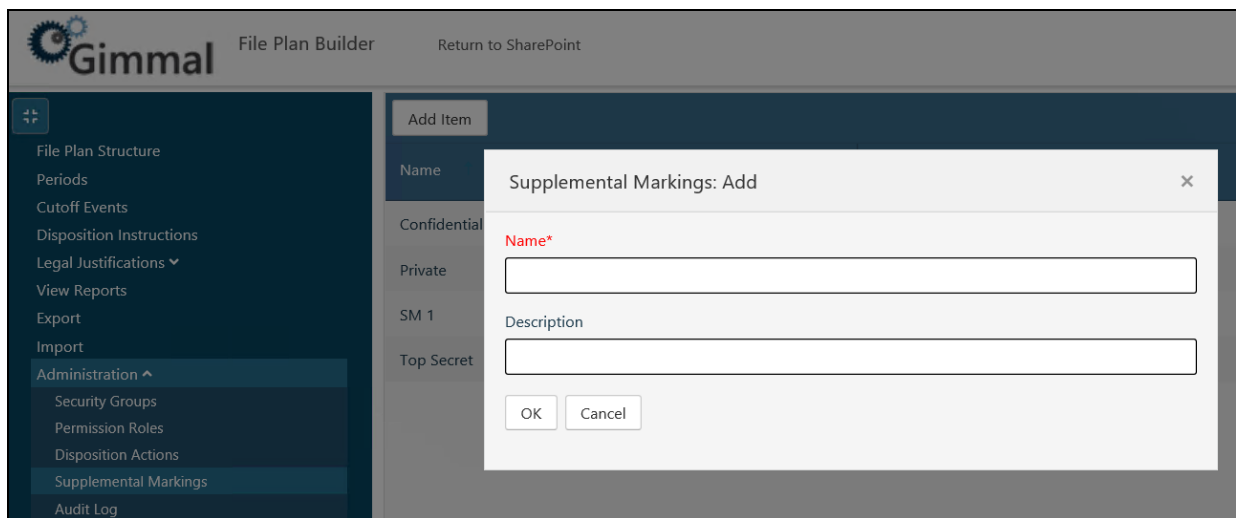 Gimmal File Plan Builder Return to SharePoint
File Plan Structure
Periods
Cutoff Events
Disposition Instructions
Legal Justifications
View Reports
Export
Import
Administration
Security Groups
Permission Roles
Disposition Actions
Supplemental Markings
Audit Log
Add Item
Name
Confidential
Private
SM 1
Top Secret
Supplemental Markings: Add
Name*
Description
OK Cancel